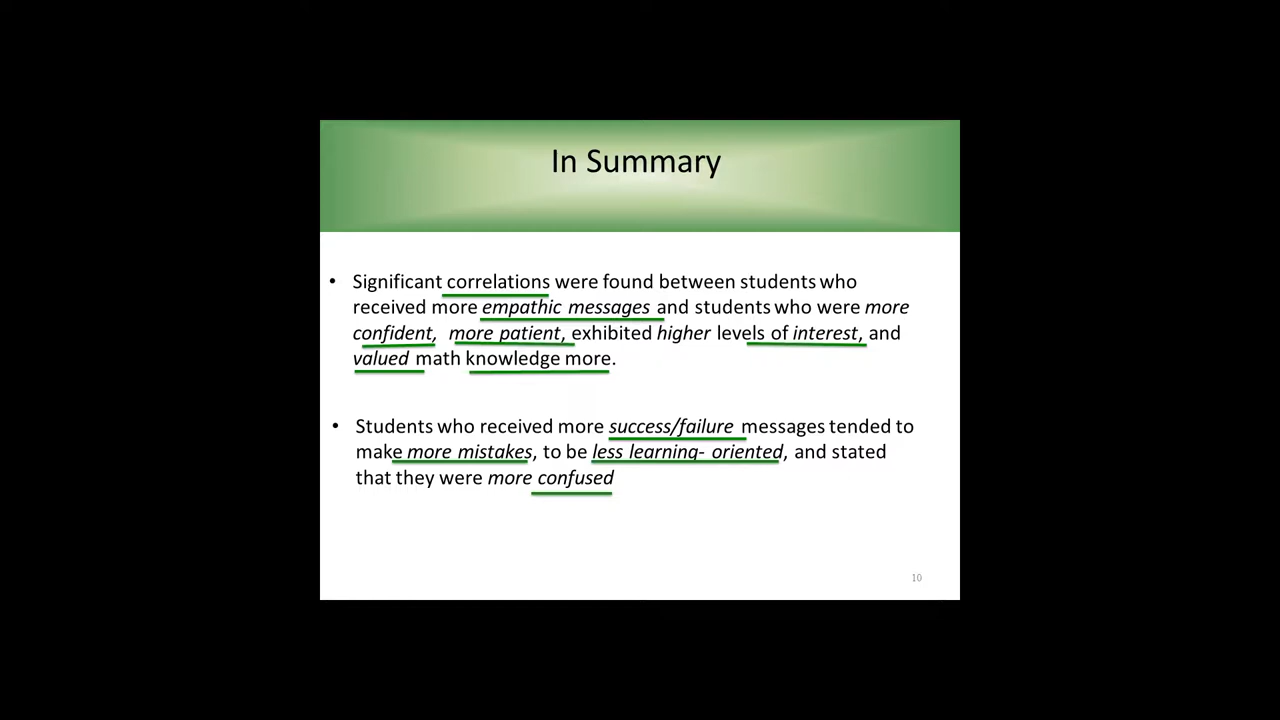 In Summary
• Significant correlations were found between students who
received more empathic messages and students who were more
confident, more patient, exhibited higher levels of interest, and
valued math knowledge more.
• Students who received more success/failure messages tended to
make more mistakes, to be less learning- oriented, and stated
that they were more confused
10